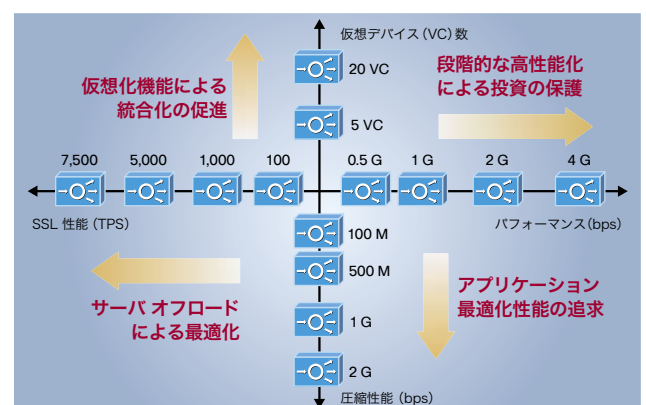 仮想デバイス（VC）数
20 VC
5 VC
仮想化機能による
統合化の促進
段階的な高性能化
による投資の保護
7,500
5,000
1,000
100
0.5 G
1 G
2 G
4 G
SSL 性能（TPS）
パフォーマンス（bps）
100 M
500 M
1 G
2 G
サーバ オフロード
による最適化
アプリケーション
最適化性能の追求
圧縮性能（bps）